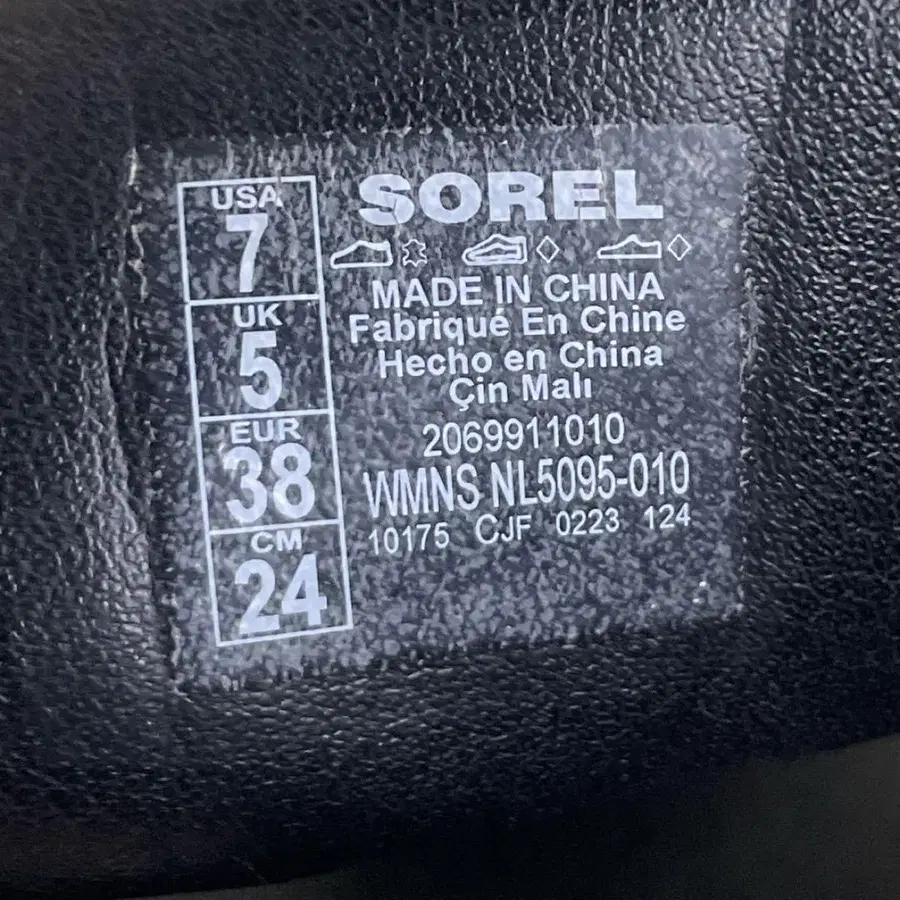 USA
7
UK
5
EUR
38
CM
24
SOREL
MADE IN CHINA
Fabriqué En Chine
Hecho en China
Çin Malı
2069911010
WMNS NL5095-010
10175 CJF 0223 124